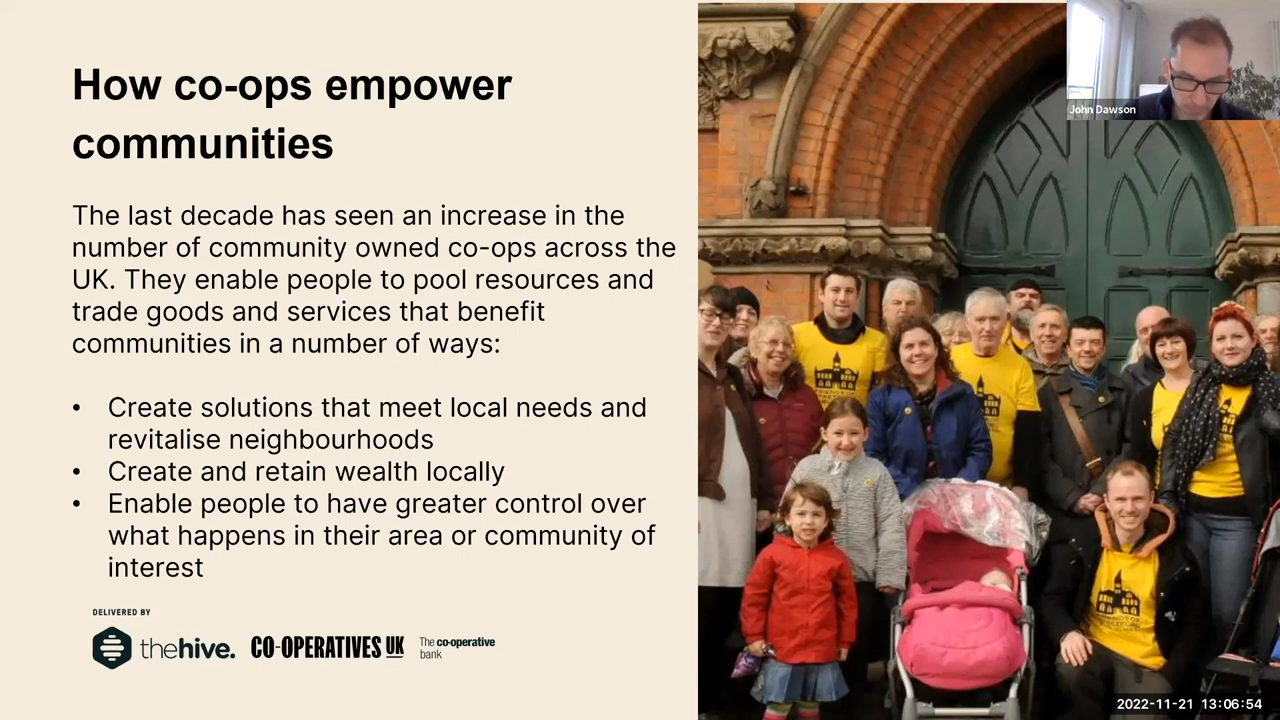 How co-ops empower
communities
The last decade has seen an increase in the
number of community owned co-ops across the
UK. They enable people to pool resources and
trade goods and services that benefit
communities in a number of ways:
• Create solutions that meet local needs and
revitalise neighbourhoods
• Create and retain wealth locally
• Enable people to have greater control over
what happens in their area or community of
interest
DELIVERED BY
thehive.
CO-OPERATIVES UK
The co-operative
bank
John Dawson
2022-11-21 13:06:54